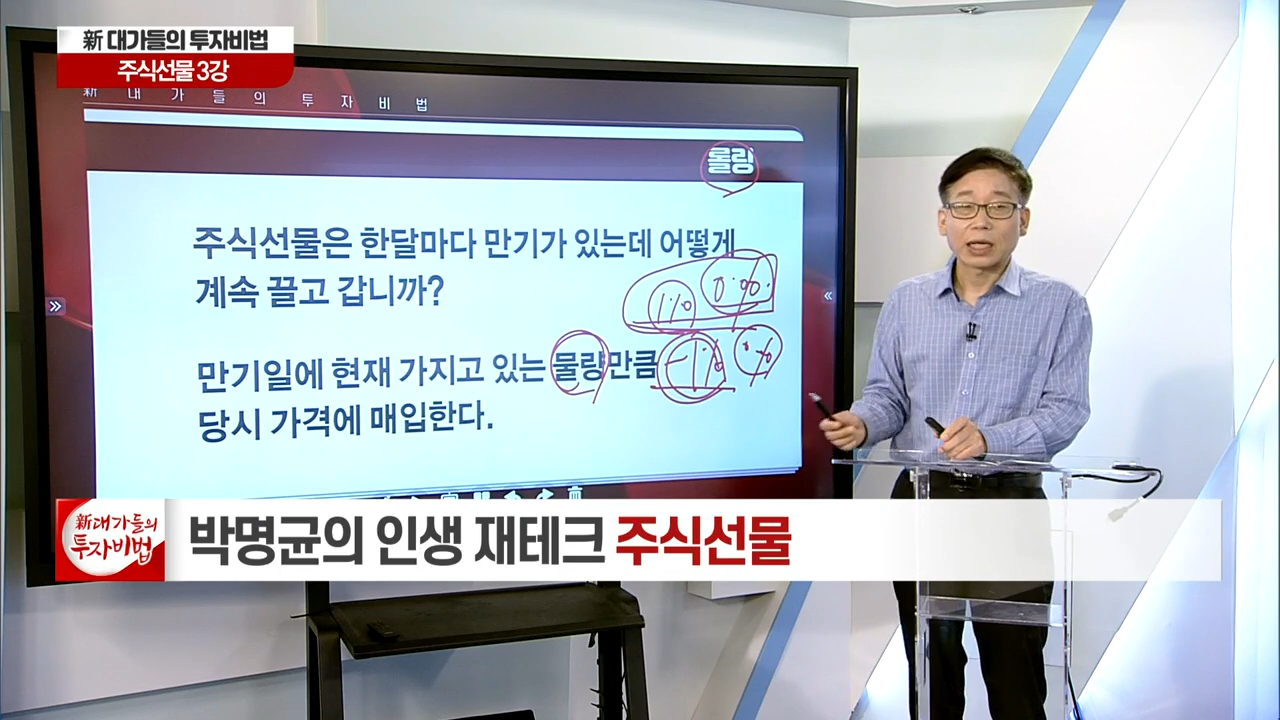 新 대가들의 투자비법
주식선물 3강
新 대가들의 투자비법
롤링
주식선물은 한달마다 만기가 있는데 어떻게
계속 끌고 갑니까?
1%
만기일에 현재 가지고 있는 물량만큼 -1%
당시 가격에 매입한다.
新대가들의
투자비법
박명균의 인생 재테크 주식선물